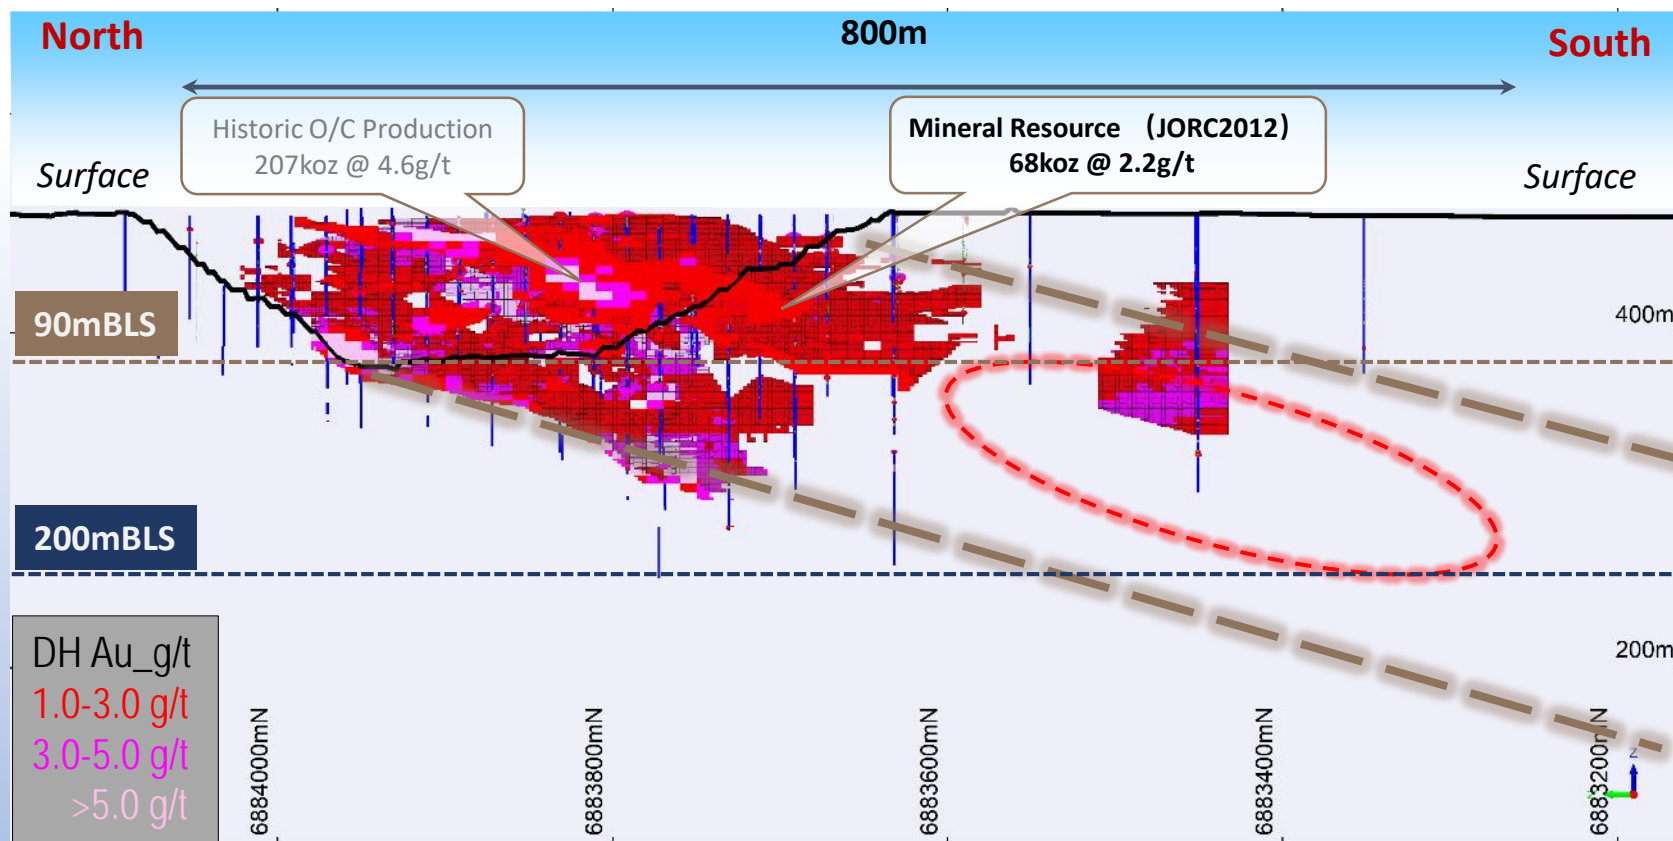 North
800m
South
Historic O/C Production
207koz @ 4.6g/t
Mineral Resource （JORC2012）
68koz @ 2.2g/t
Surface
Surface
90mBLS
400m
200mBLS
200m
DH Au_g/t
1.0-3.0 g/t
3.0-5.0 g/t
>5.0 g/t
6884000mN
6883800mN
6883600mN
6883400mN
6883200mN
Z